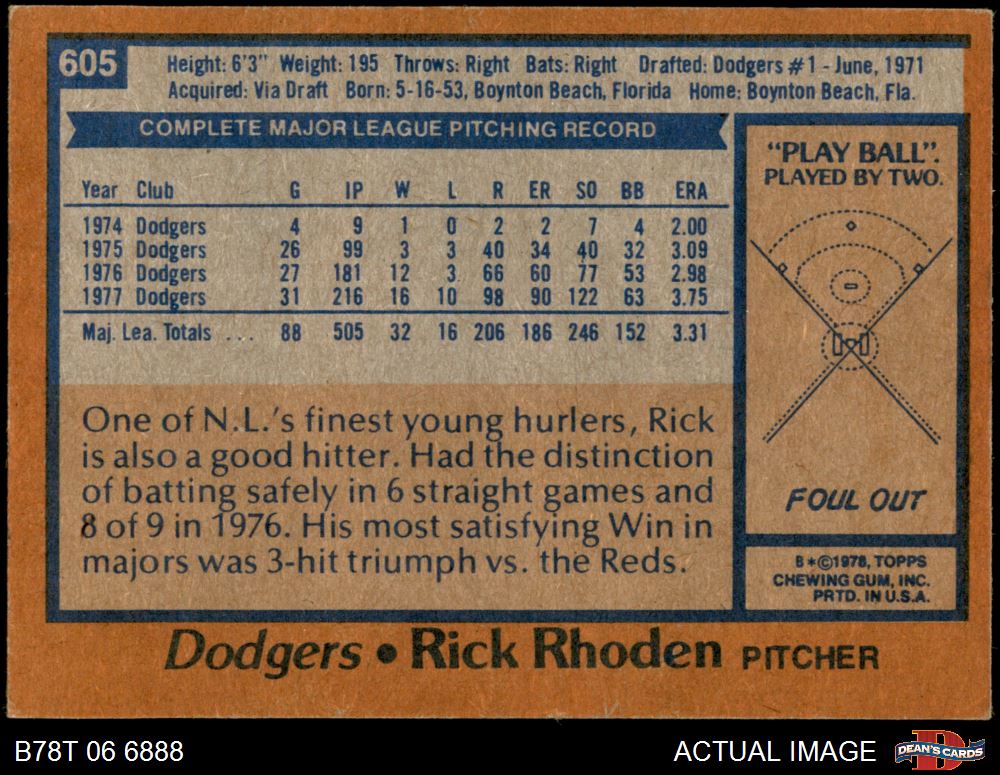 605
Height: 6'3" Weight: 195 Throws: Right Bats: Right Drafted: Dodgers #1 - June, 1971
Acquired: Via Draft Born: 5-16-53, Boynton Beach, Florida Home: Boynton Beach, Fla.
COMPLETE MAJOR LEAGUE PITCHING RECORD
Year Club G IP W L R ER SO BB ERA
1974 Dodgers 4 9 1 0 2 2 7 4 2.00
1975 Dodgers 26 99 3 3 40 34 40 32 3.09
1976 Dodgers 27 181 12 3 66 60 77 53 2.98
1977 Dodgers 31 216 16 10 98 90 122 63 3.75
Maj. Lea. Totals ... 88 505 32 16 206 186 246 152 3.31
One of N.L.'s finest young hurlers, Rick
is also a good hitter. Had the distinction
of batting safely in 6 straight games and
8 of 9 in 1976. His most satisfying Win in
majors was 3-hit triumph vs. the Reds.
"PLAY BALL".
PLAYED BY TWO.
FOUL OUT
B*©1978, TOPPS
CHEWING GUM, INC.
PRTD. IN U.S.A.
Dodgers • Rick Rhoden PITCHER
B78T 06 6888
ACTUAL IMAGE
DEAN'S CARDS